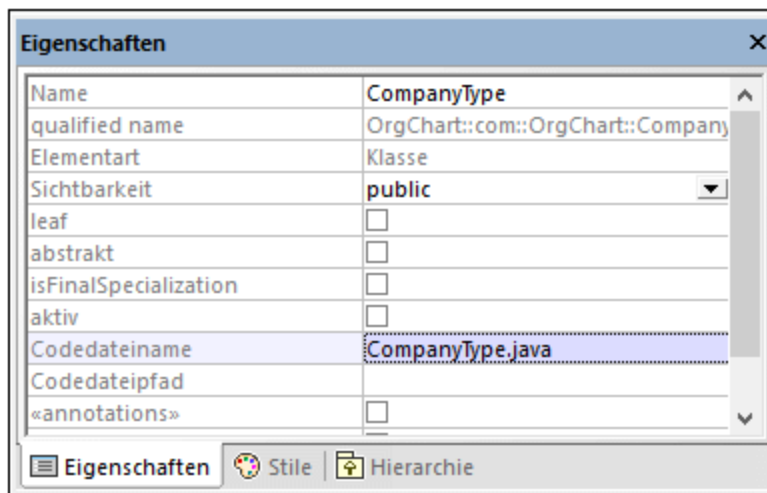 Eigenschaften
Name CompanyType
qualified name OrgChart::com::OrgChart::Company
Elementart Klasse
Sichtbarkeit public
leaf
abstrakt
isFinalSpecialization
aktiv
Codedateiname CompanyType.java
Codedateipfad
«annotations»
Eigenschaften Stile Hierarchie